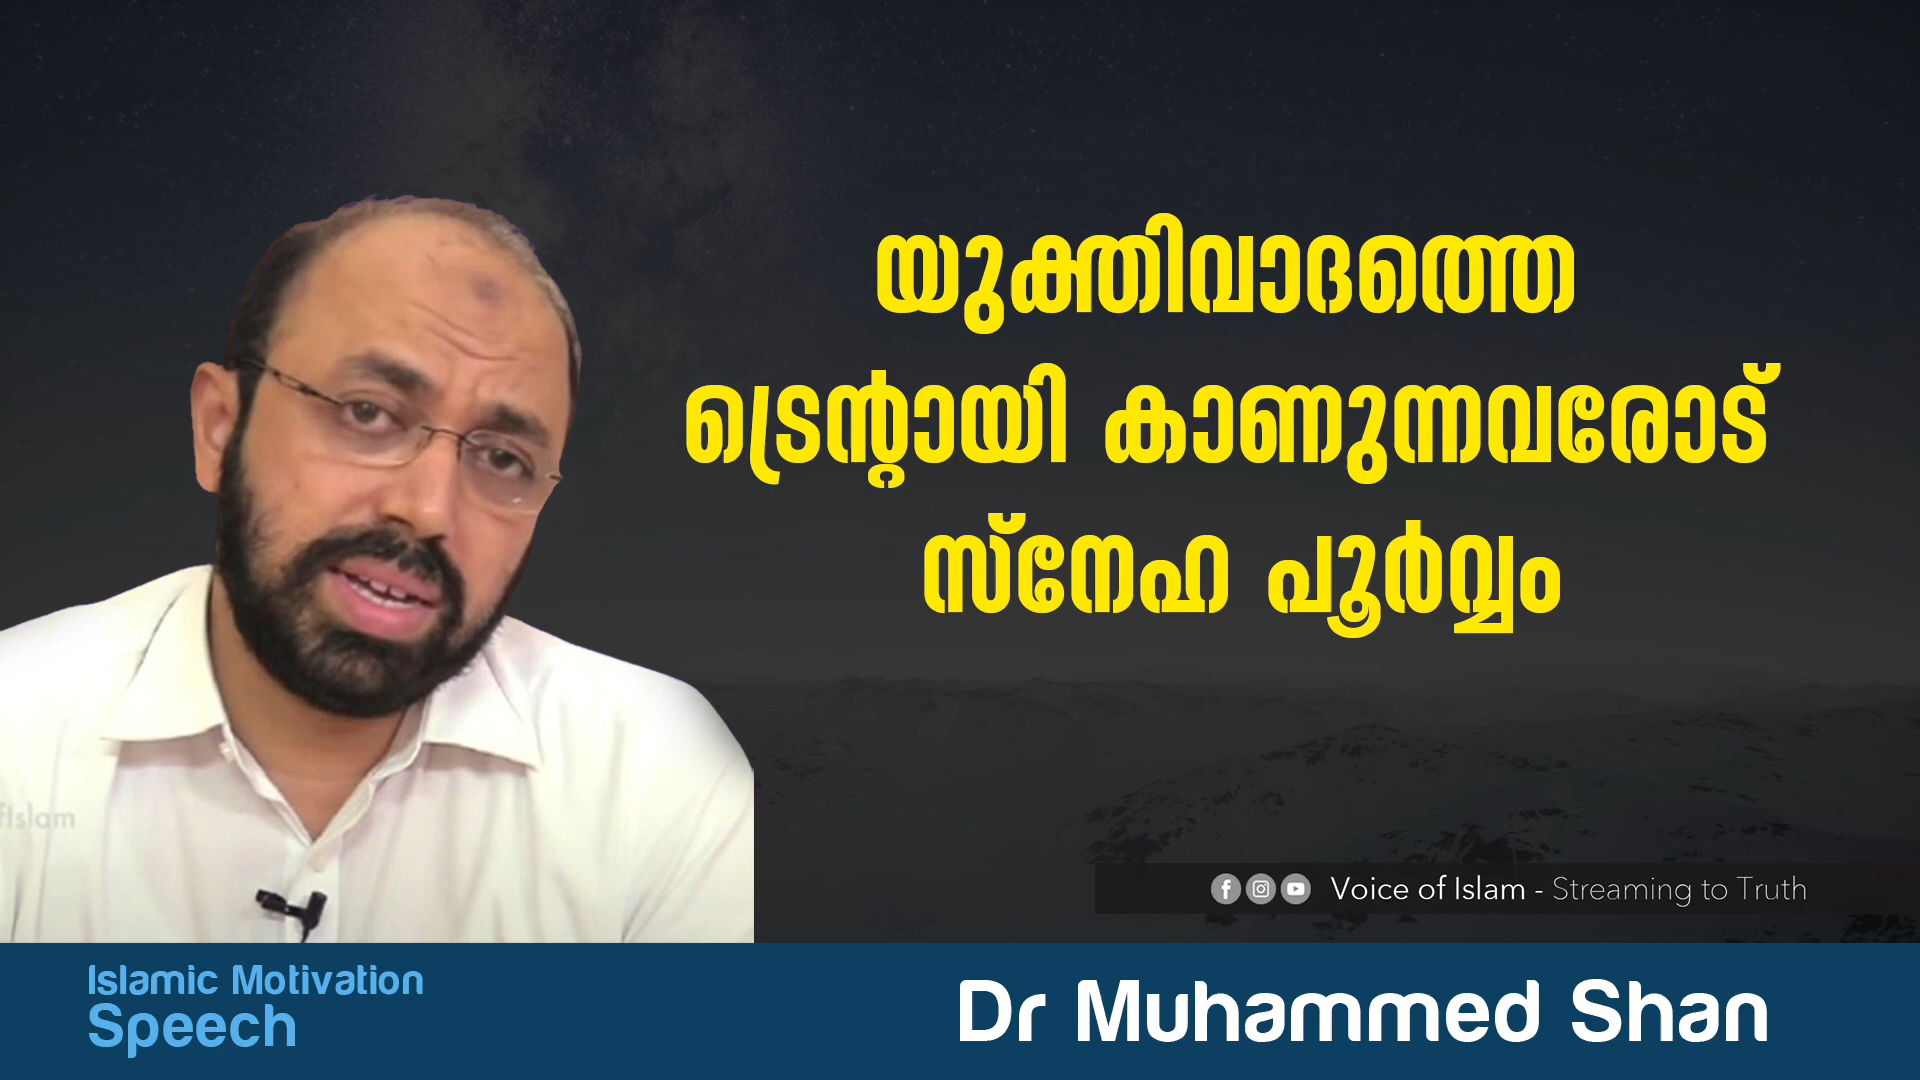 യുക്തിവാദത്തെ
ട്രെന്റായി കാണുന്നവരോട്
സ്നേഹ പൂർവ്വം
fIslam
Voice of Islam - Streaming to Truth
Islamic Motivation
Speech
Dr Muhammed Shan